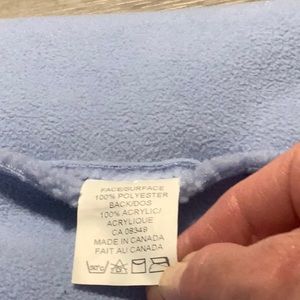 FACE/SURFACE
100% POLYESTER
BACK/DOS
100% ACRYLIC/
ACRYLIQUE
CA 08349
MADE IN CANADA
FAIT AU CANADA